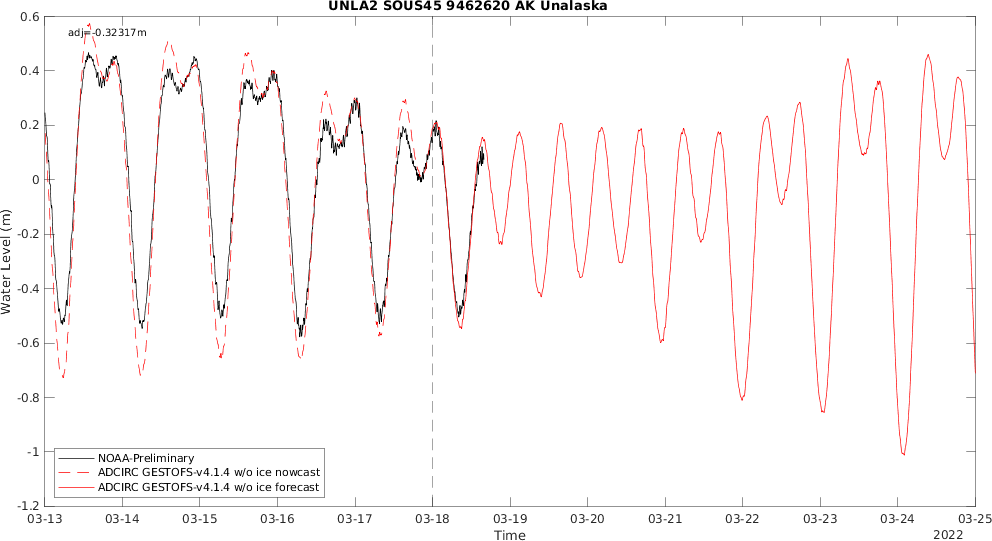 UNLA2 SOUS45 9462620 AK Unalaska
adj=-0.32317m
0.6
0.4
0.2
0
-0.2
-0.4
-0.6
-0.8
-1
-1.2
Water Level (m)
NOAA-Preliminary
ADCIRC GESTOFS-v4.1.4 w/o ice nowcast
ADCIRC GESTOFS-v4.1.4 w/o ice forecast
03-13 03-14 03-15 03-16 03-17 03-18 03-19 03-20 03-21 03-22 03-23 03-24 03-25
Time
2022